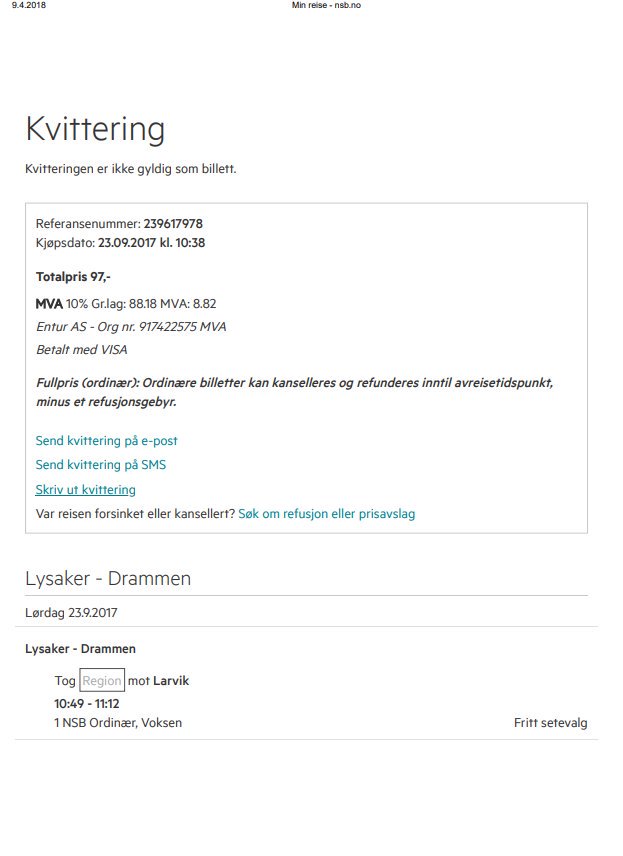 9.4.2018 Min reise - nsb.no
Kvittering
Kvitteringen er ikke gyldig som billett.
Referansenummer: 239617978
Kjøpsdato: 23.09.2017 kl. 10:38
Totalpris 97,-
MVA 10% Gr.lag: 88.18 MVA: 8.82
Entur AS - Org nr. 917422575 MVA
Betalt med VISA
Fullpris (ordinær): Ordinære billetter kan kanselleres og refunderes inntil avreisetidspunkt,
minus et refusjonsgebyr.
Send kvittering på e-post
Send kvittering på SMS
Skriv ut kvittering
Var reisen forsinket eller kansellert? Søk om refusjon eller prisavslag
Lysaker - Drammen
Lørdag 23.9.2017
Lysaker - Drammen
Tog Region mot Larvik
10:49 - 11:12
1 NSB Ordinær, Voksen Fritt setevalg